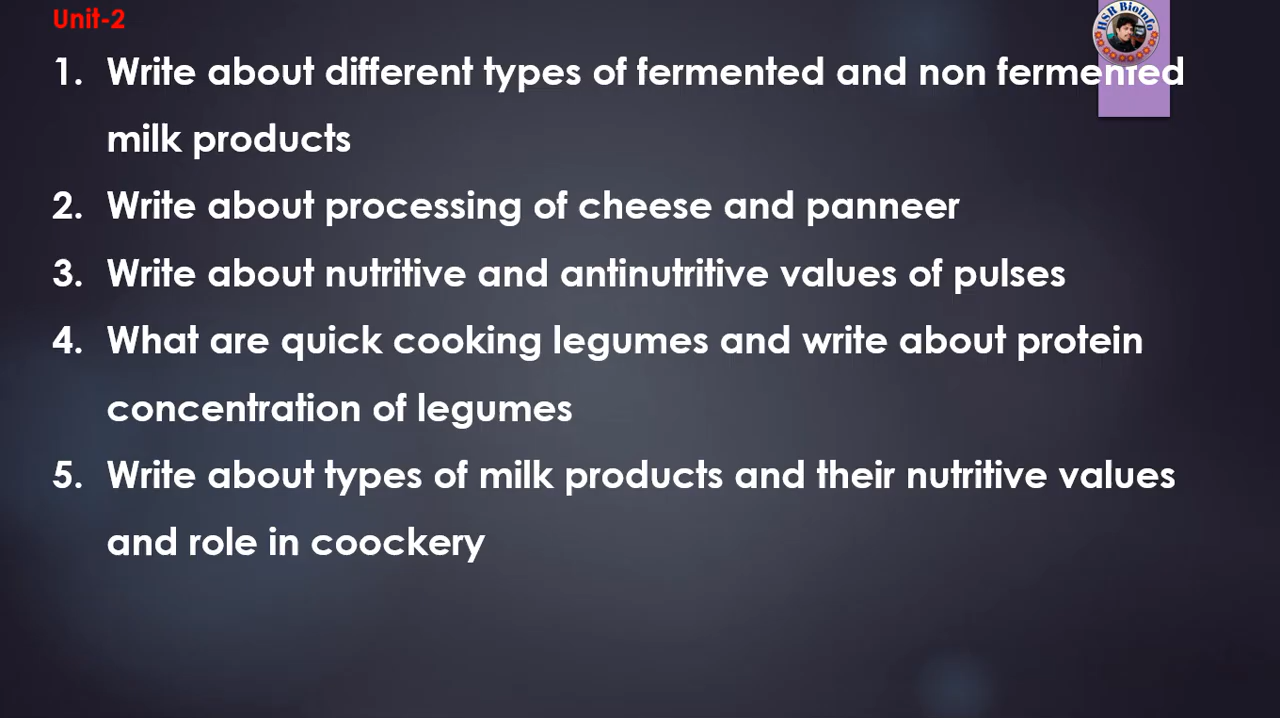 Unit-2
HSR Bioinfo
1. Write about different types of fermented and non fermented
milk products
2. Write about processing of cheese and panneer
3. Write about nutritive and antinutritive values of pulses
4. What are quick cooking legumes and write about protein
concentration of legumes
5. Write about types of milk products and their nutritive values
and role in coockery